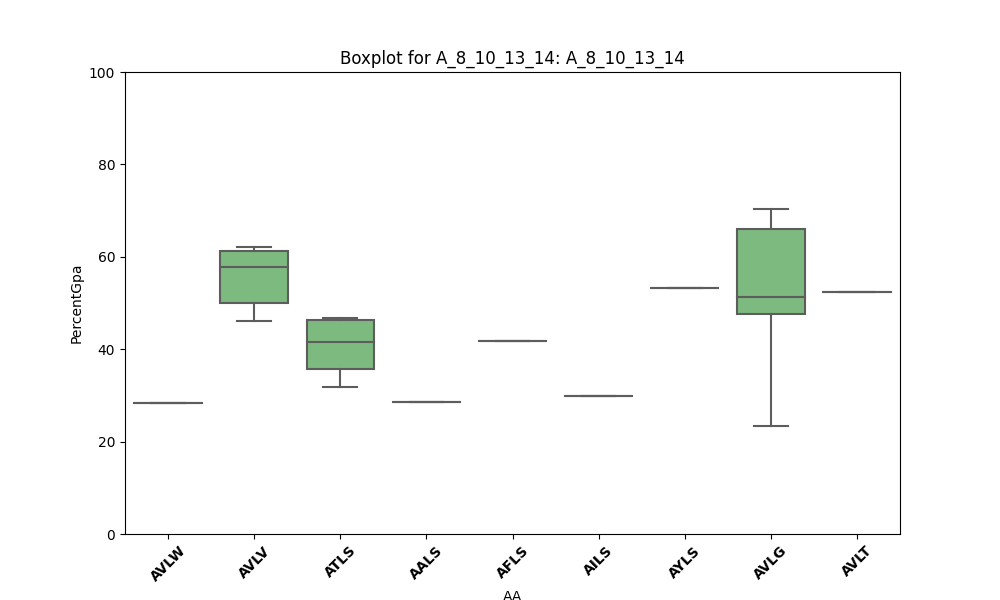 Boxplot for A_8_10_13_14: A_8_10_13_14
100
80
60
40
20
0
PercentGpa
AVLW
AVLV
ATLS
AALS
AFLS
AILS
AYLS
AVLG
AVLT
AA